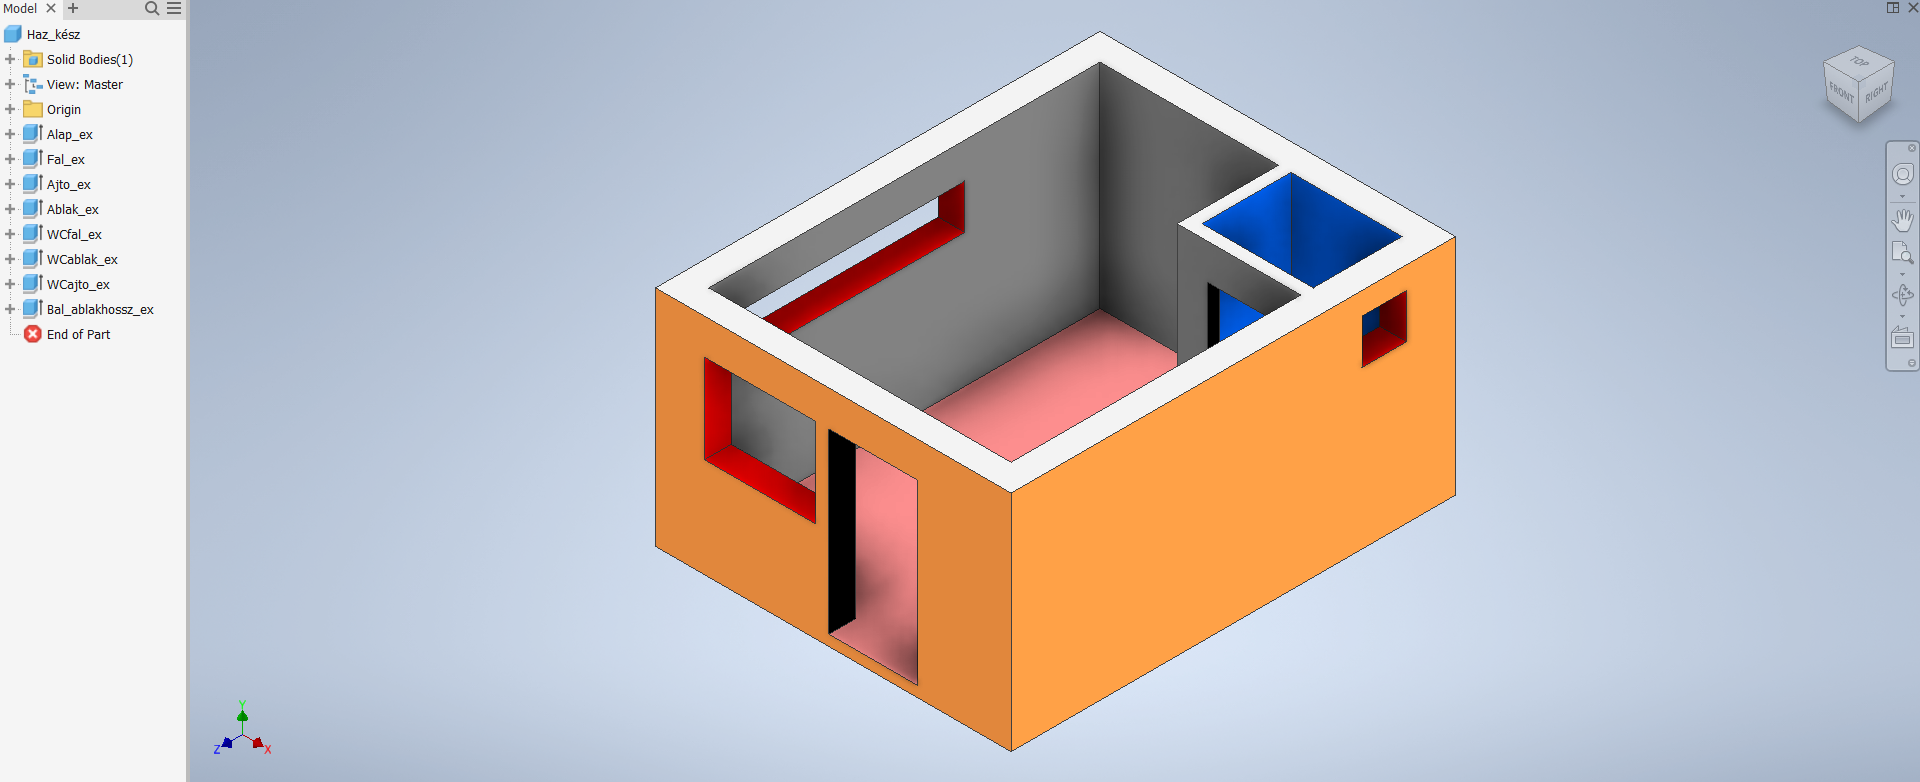 Model
Haz_kész
Solid Bodies(1)
View: Master
Origin
Alap_ex
Fal_ex
Ajto_ex
Ablak_ex
WCfal_ex
WCablak_ex
WCajto_ex
Bal_ablakhossz_ex
End of Part
TOP
FRONT
RIGHT
Y
Z
X